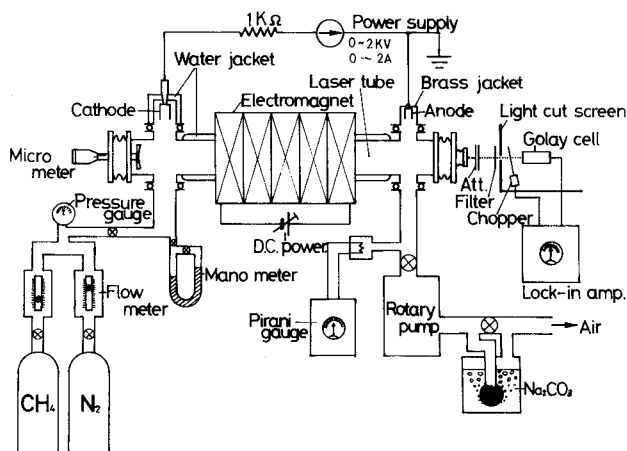 1KΩ
Power supply
0~2KV
0~2A
Water jacket
Laser tube
Brass jacket
Cathode
Electromagnet
Anode
Light cut screen
Golay cell
Micro
meter
Att.
Filter
Chopper
Pressure
gauge
D.C. power
Mano meter
Lock-in amp.
Flow
meter
Pirani
gauge
Rotary
pump
Air
CH₄
N₂
Na₂CO₃